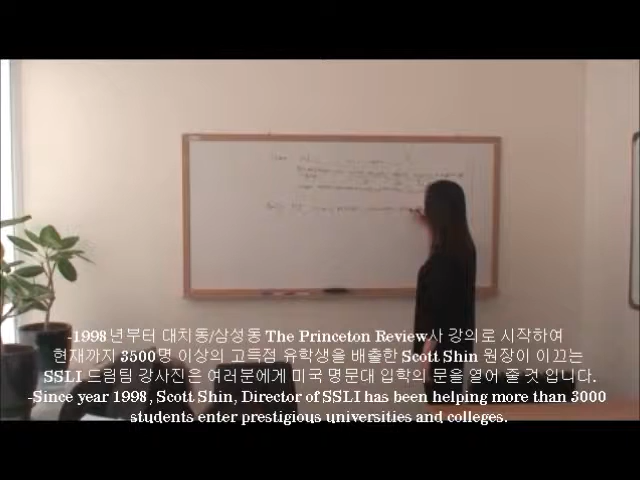 -1998년부터 대치동/삼성동 The Princeton Review사 강의로 시작하여
현재까지 3500명 이상의 고득점 유학생을 배출한 Scott Shin 원장이 이끄는
SSLI 드림팀 강사진은 여러분에게 미국 명문대 입학의 문을 열어 줄 것 입니다.
-Since year 1998, Scott Shin, Director of SSLI has been helping more than 3000
students enter prestigious universities and colleges.